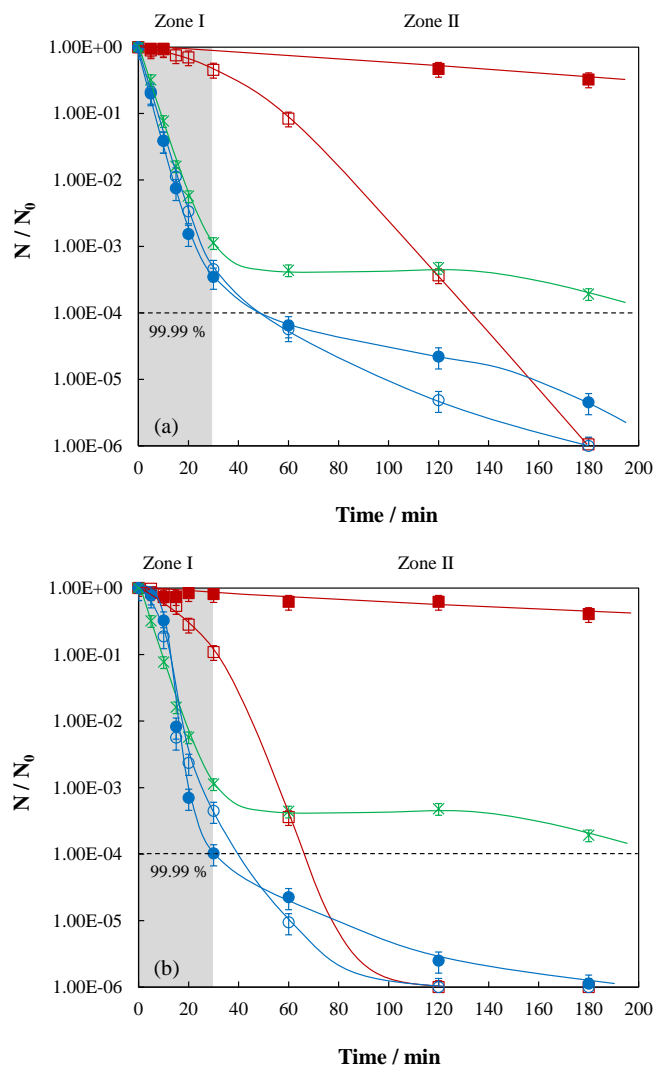 Zone I
Zone II
1.00E+00
1.00E-01
1.00E-02
1.00E-03
1.00E-04
1.00E-05
1.00E-06
N / N0
99.99 %
(a)
0 20 40 60 80 100 120 140 160 180 200
Time / min
Zone I
Zone II
1.00E+00
1.00E-01
1.00E-02
1.00E-03
1.00E-04
1.00E-05
1.00E-06
N / N0
99.99 %
(b)
0 20 40 60 80 100 120 140 160 180 200
Time / min